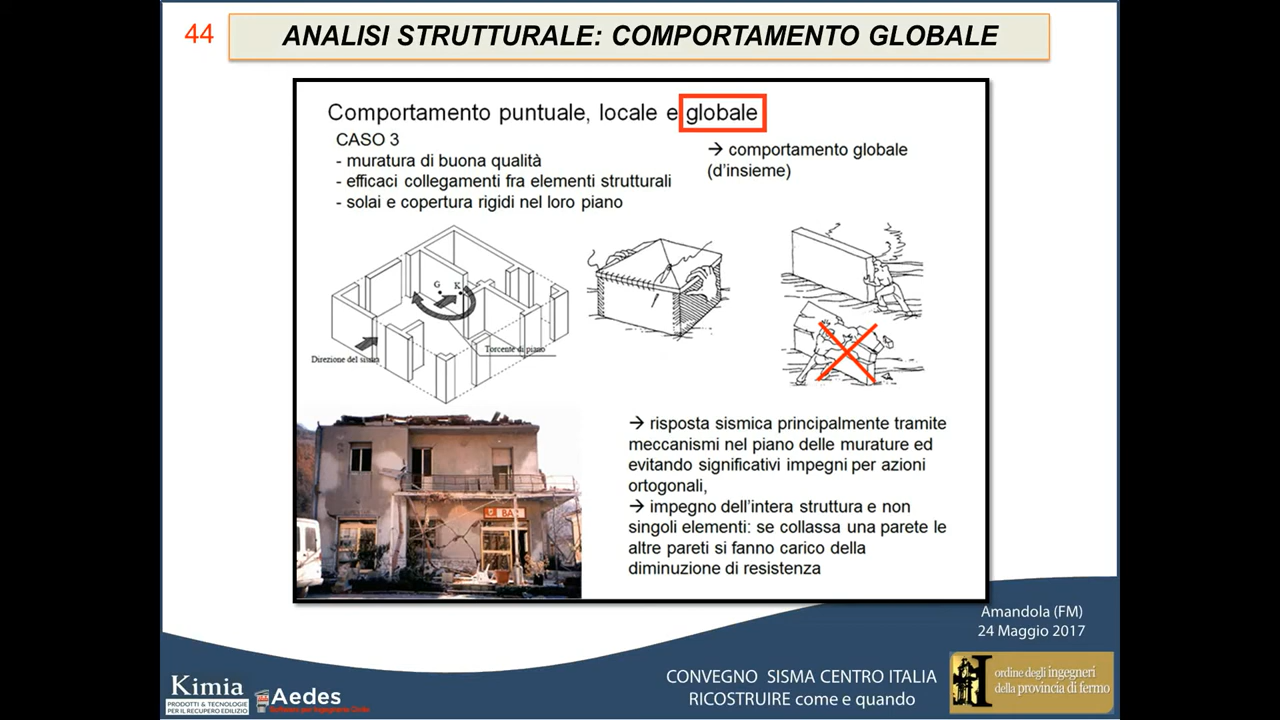 44
ANALISI STRUTTURALE: COMPORTAMENTO GLOBALE
Comportamento puntuale, locale e globale
CASO 3
- muratura di buona qualità
- efficaci collegamenti fra elementi strutturali
- solai e copertura rigidi nel loro piano
→ comportamento globale
(d'insieme)
G K
Direzione del sisma
Torcente di piano
→ risposta sismica principalmente tramite
meccanismi nel piano delle murature ed
evitando significativi impegni per azioni
ortogonali,
→ impegno dell'intera struttura e non
singoli elementi: se collassa una parete le
altre pareti si fanno carico della
diminuzione di resistenza
BAR
Amandola (FM)
24 Maggio 2017
Kimia
PRODOTTI & TECNOLOGIE
PER IL RECUPERO EDILIZIO
Aedes
Software per Ingegneria Civile
CONVEGNO SISMA CENTRO ITALIA
RICOSTRUIRE come e quando
ordine degli ingegneri
della provincia di fermo